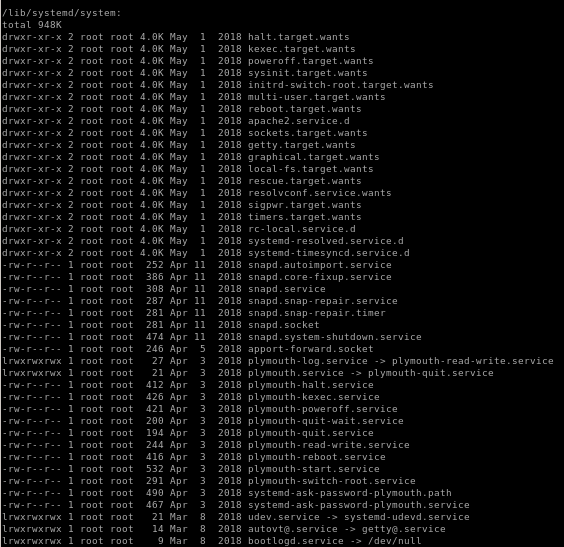 /lib/systemd/system:
total 948K
drwxr-xr-x 2 root root 4.0K May  1  2018 halt.target.wants
drwxr-xr-x 2 root root 4.0K May  1  2018 kexec.target.wants
drwxr-xr-x 2 root root 4.0K May  1  2018 poweroff.target.wants
drwxr-xr-x 2 root root 4.0K May  1  2018 sysinit.target.wants
drwxr-xr-x 2 root root 4.0K May  1  2018 initrd-switch-root.target.wants
drwxr-xr-x 2 root root 4.0K May  1  2018 multi-user.target.wants
drwxr-xr-x 2 root root 4.0K May  1  2018 reboot.target.wants
drwxr-xr-x 2 root root 4.0K May  1  2018 apache2.service.d
drwxr-xr-x 2 root root 4.0K May  1  2018 sockets.target.wants
drwxr-xr-x 2 root root 4.0K May  1  2018 getty.target.wants
drwxr-xr-x 2 root root 4.0K May  1  2018 graphical.target.wants
drwxr-xr-x 2 root root 4.0K May  1  2018 local-fs.target.wants
drwxr-xr-x 2 root root 4.0K May  1  2018 rescue.target.wants
drwxr-xr-x 2 root root 4.0K May  1  2018 resolvconf.service.wants
drwxr-xr-x 2 root root 4.0K May  1  2018 sigpwr.target.wants
drwxr-xr-x 2 root root 4.0K May  1  2018 timers.target.wants
drwxr-xr-x 2 root root 4.0K May  1  2018 rc-local.service.d
drwxr-xr-x 2 root root 4.0K May  1  2018 systemd-resolved.service.d
drwxr-xr-x 2 root root 4.0K May  1  2018 systemd-timesyncd.service.d
-rw-r--r-- 1 root root  252 Apr 11  2018 snapd.autoimport.service
-rw-r--r-- 1 root root  386 Apr 11  2018 snapd.core-fixup.service
-rw-r--r-- 1 root root  308 Apr 11  2018 snapd.service
-rw-r--r-- 1 root root  287 Apr 11  2018 snapd.snap-repair.service
-rw-r--r-- 1 root root  281 Apr 11  2018 snapd.snap-repair.timer
-rw-r--r-- 1 root root  281 Apr 11  2018 snapd.socket
-rw-r--r-- 1 root root  474 Apr 11  2018 snapd.system-shutdown.service
-rw-r--r-- 1 root root  246 Apr  5  2018 apport-forward.socket
lrwxrwxrwx 1 root root   27 Apr  3  2018 plymouth-log.service -> plymouth-read-write.service
lrwxrwxrwx 1 root root   21 Apr  3  2018 plymouth.service -> plymouth-quit.service
-rw-r--r-- 1 root root  412 Apr  3  2018 plymouth-halt.service
-rw-r--r-- 1 root root  426 Apr  3  2018 plymouth-kexec.service
-rw-r--r-- 1 root root  421 Apr  3  2018 plymouth-poweroff.service
-rw-r--r-- 1 root root  200 Apr  3  2018 plymouth-quit-wait.service
-rw-r--r-- 1 root root  194 Apr  3  2018 plymouth-quit.service
-rw-r--r-- 1 root root  244 Apr  3  2018 plymouth-read-write.service
-rw-r--r-- 1 root root  416 Apr  3  2018 plymouth-reboot.service
-rw-r--r-- 1 root root  532 Apr  3  2018 plymouth-start.service
-rw-r--r-- 1 root root  291 Apr  3  2018 plymouth-switch-root.service
-rw-r--r-- 1 root root  490 Apr  3  2018 systemd-ask-password-plymouth.path
-rw-r--r-- 1 root root  467 Apr  3  2018 systemd-ask-password-plymouth.service
lrwxrwxrwx 1 root root   21 Mar  8  2018 udev.service -> systemd-udevd.service
lrwxrwxrwx 1 root root   14 Mar  8  2018 autovt@.service -> getty@.service
lrwxrwxrwx 1 root root    9 Mar  8  2018 bootlogd.service -> /dev/null